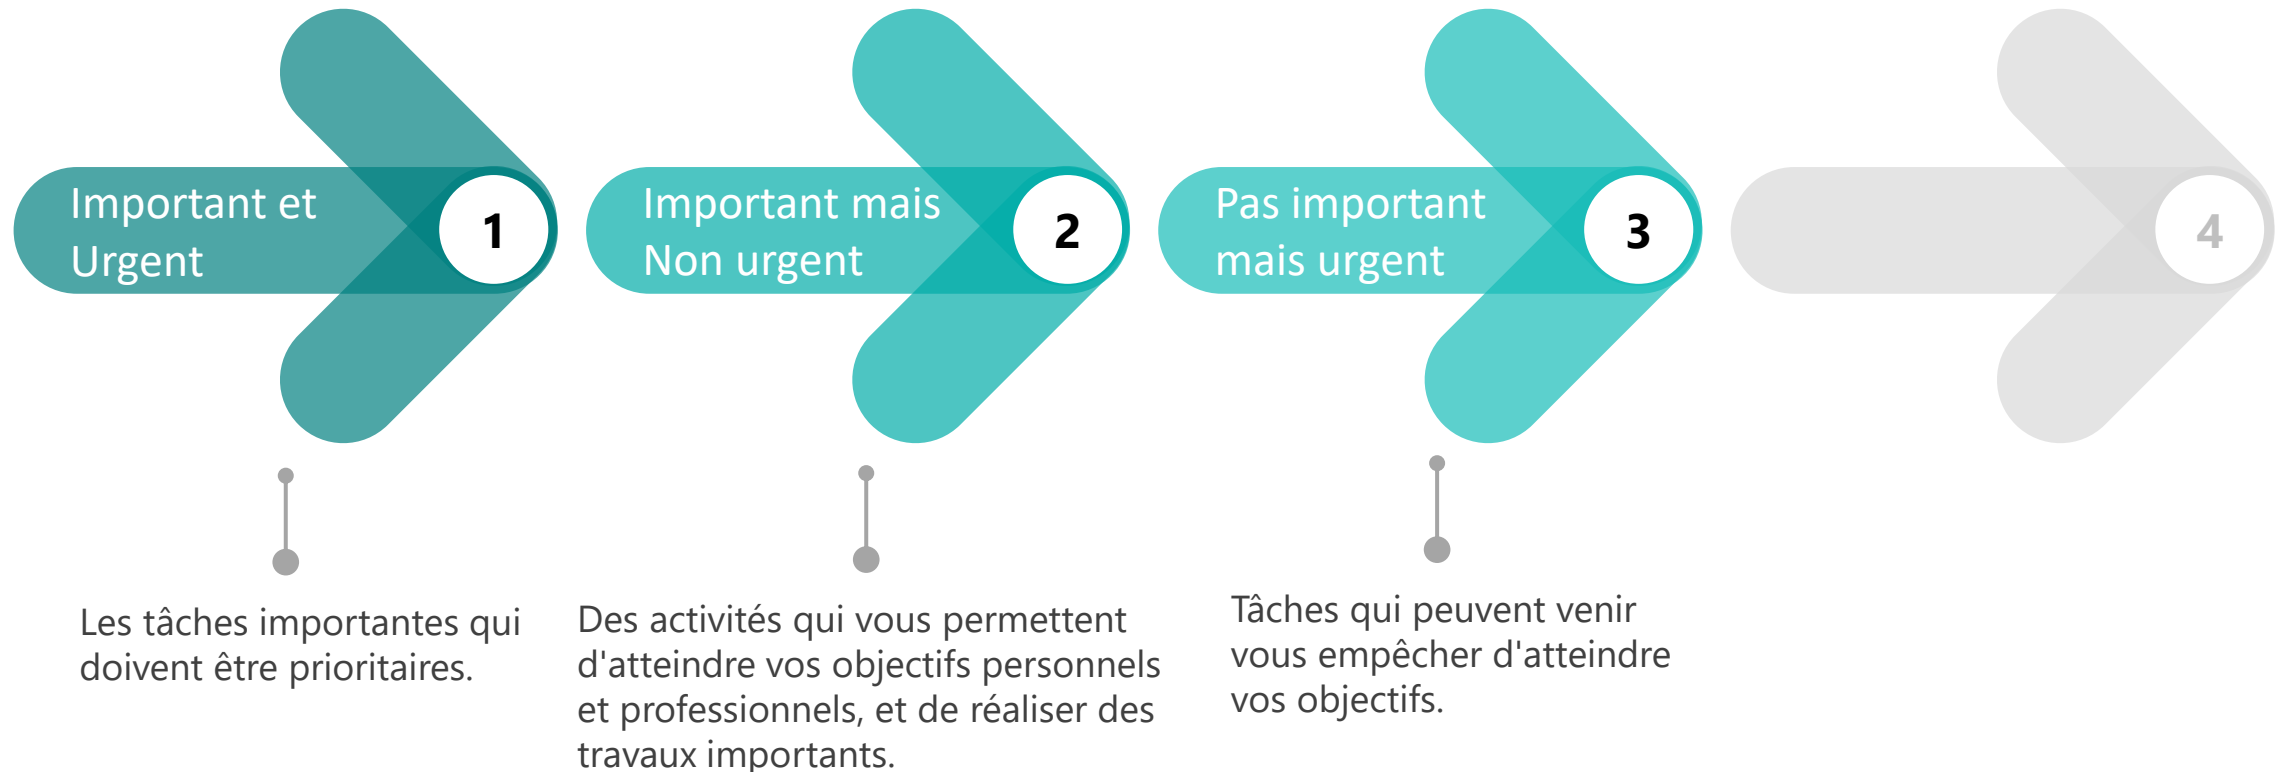 Important et
Urgent
1
Important mais
Non urgent
2
Pas important
mais urgent
3
4
Les tâches importantes qui
doivent être prioritaires.
Des activités qui vous permettent
d'atteindre vos objectifs personnels
et professionnels, et de réaliser des
travaux importants.
Tâches qui peuvent venir
vous empêcher d'atteindre
vos objectifs.